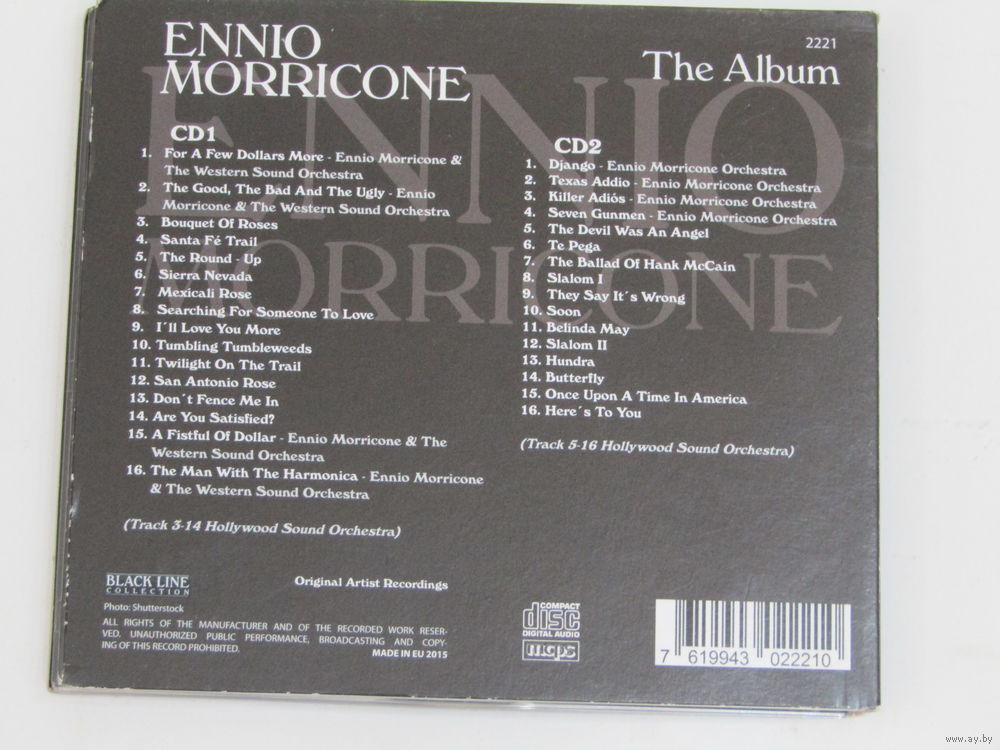 ENNIO
MORRICONE
2221
The Album
CD1
1. For A Few Dollars More - Ennio Morricone &
The Western Sound Orchestra
2. The Good, The Bad And The Ugly - Ennio
Morricone & The Western Sound Orchestra
3. Bouquet Of Roses
4. Santa Fé Trail
5. The Round - Up
6. Sierra Nevada
7. Mexicali Rose
8. Searching For Someone To Love
9. I´ll Love You More
10. Tumbling Tumbleweeds
11. Twilight On The Trail
12. San Antonio Rose
13. Don´t Fence Me In
14. Are You Satisfied?
15. A Fistful Of Dollar - Ennio Morricone & The
Western Sound Orchestra
16. The Man With The Harmonica - Ennio Morricone
& The Western Sound Orchestra
(Track 3-14 Hollywood Sound Orchestra)
CD2
1. Django - Ennio Morricone Orchestra
2. Texas Addio - Ennio Morricone Orchestra
3. Killer Adiós - Ennio Morricone Orchestra
4. Seven Gunmen - Ennio Morricone Orchestra
5. The Devil Was An Angel
6. Te Pega
7. The Ballad Of Hank McCain
8. Slalom I
9. They Say It´s Wrong
10. Soon
11. Belinda May
12. Slalom II
13. Hundra
14. Butterfly
15. Once Upon A Time In America
16. Here´s To You
(Track 5-16 Hollywood Sound Orchestra)
ENNIO
MORRICONE
BLACK LINE
COLLECTION
Original Artist Recordings
Photo: Shutterstock
ALL RIGHTS OF THE MANUFACTURER AND OF THE RECORDED WORK RESER-
VED. UNAUTHORIZED PUBLIC PERFORMANCE, BROADCASTING AND COPY-
ING OF THIS RECORD PROHIBITED.
MADE IN EU 2015
COMPACT
disc
DIGITAL AUDIO
mcps
7 619943 022210
www.ay.by